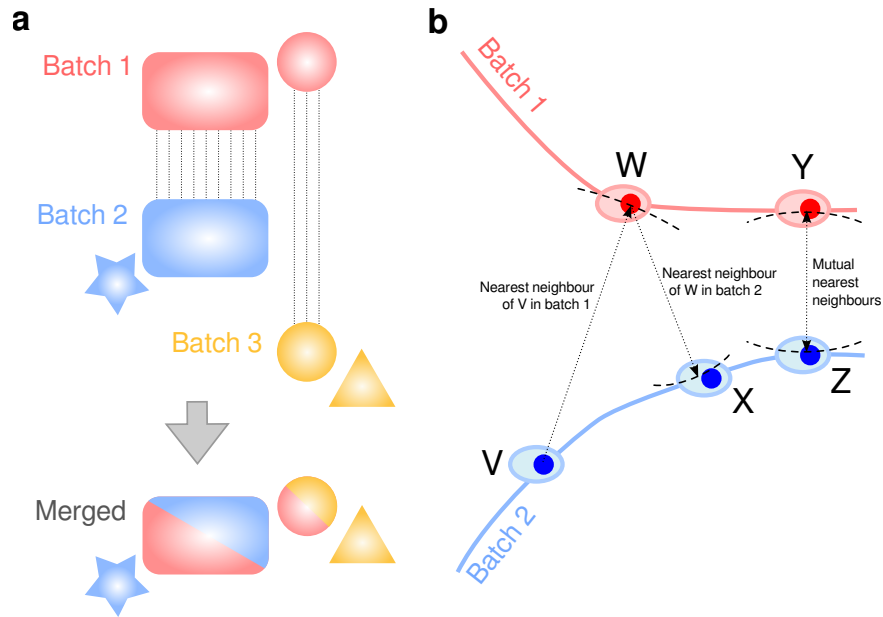 a
Batch 1
Batch 2
Batch 3
Merged
b
Batch 1
W
Y
Nearest neighbour
of V in batch 1
Nearest neighbour
of W in batch 2
Mutual
nearest
neighbours
X
Z
V
Batch 2